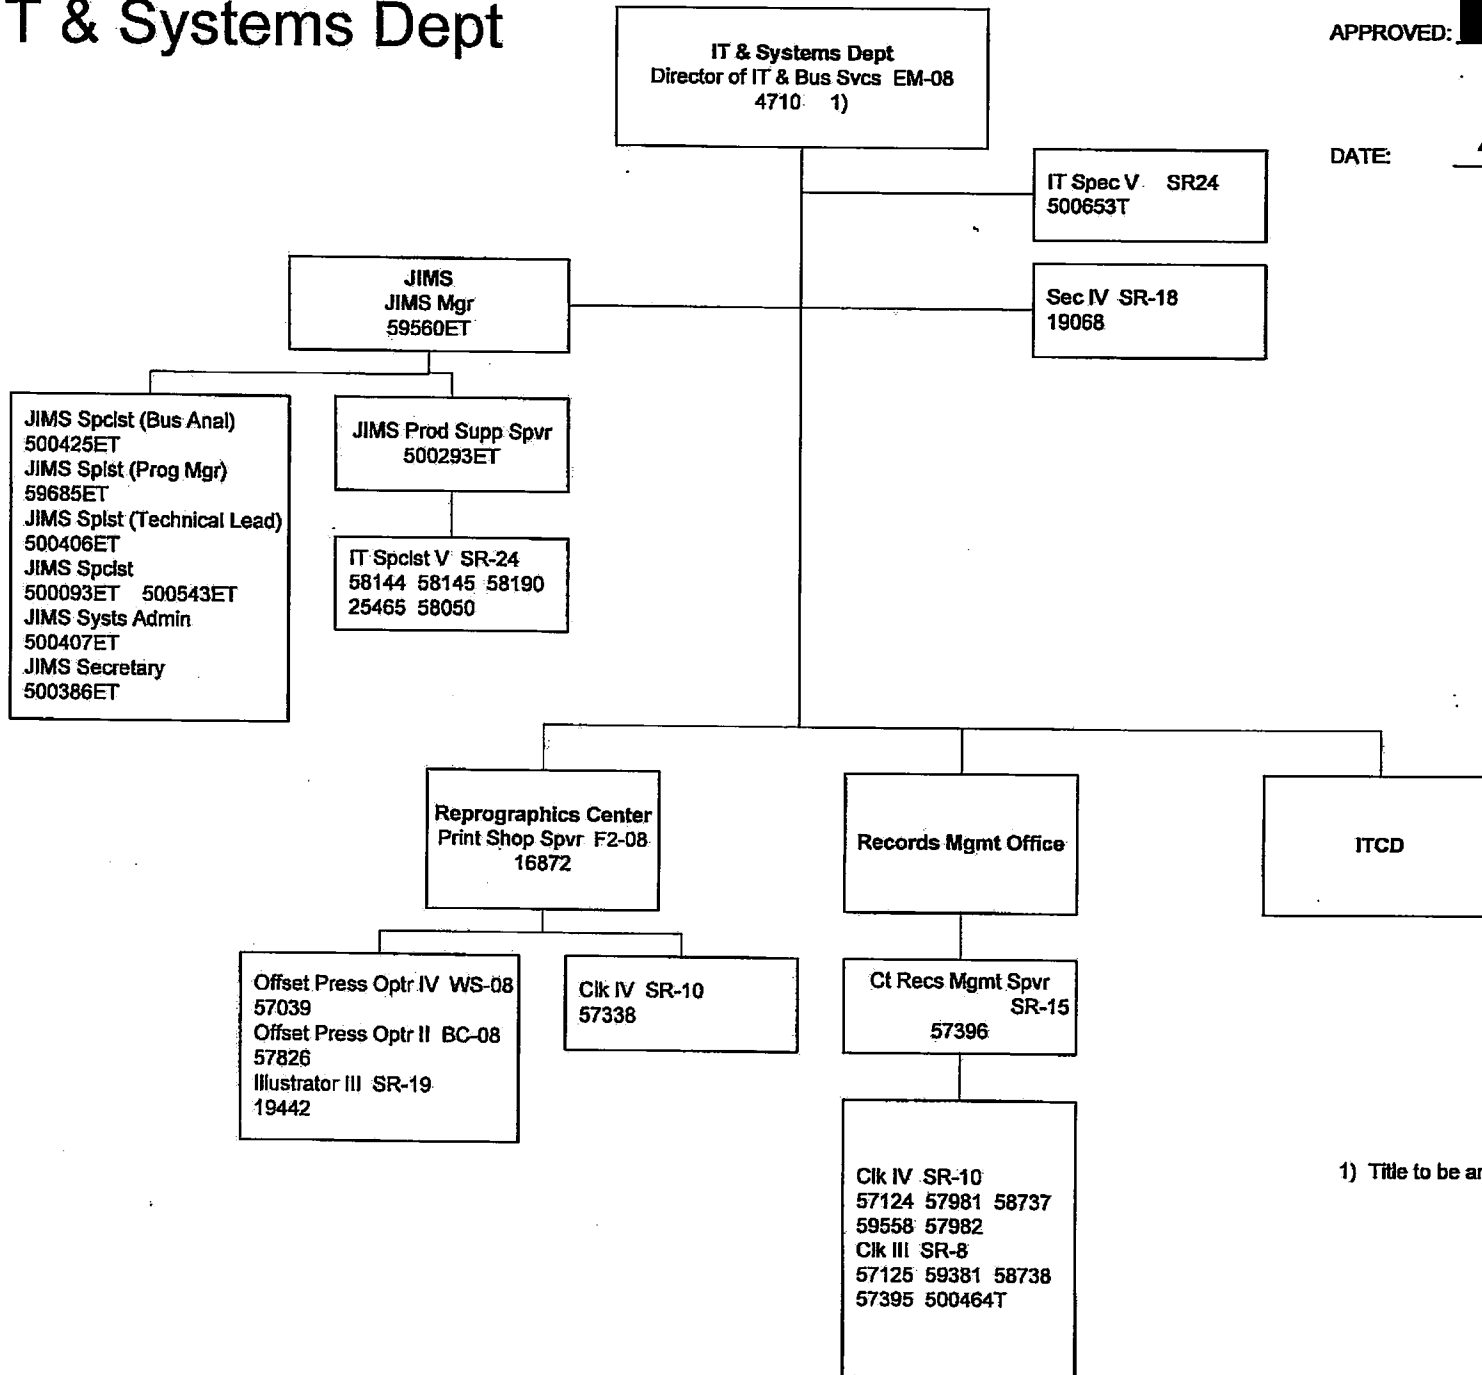 T & Systems Dept
APPROVED:
DATE:
IT & Systems Dept
Director of IT & Bus Svcs EM-08
4710 1)
IT Spec V SR24
500653T
JIMS
JIMS Mgr
59560ET
Sec IV SR-18
19068
JIMS Spclst (Bus Anal)
500425ET
JIMS Splst (Prog Mgr)
59685ET
JIMS Splst (Technical Lead)
500406ET
JIMS Spclst
500093ET 500543ET
JIMS Systs Admin
500407ET
JIMS Secretary
500386ET
JIMS Prod Supp Spvr
500293ET
IT Spclst V SR-24
58144 58145 58190
25465 58050
Reprographics Center
Print Shop Spvr F2-08
16872
Records Mgmt Office
ITCD
Offset Press Optr IV WS-08
57039
Offset Press Optr II BC-08
57826
Illustrator III SR-19
19442
Clk IV SR-10
57338
Ct Recs Mgmt Spvr
SR-15
57396
Clk IV SR-10
57124 57981 58737
59558 57982
Clk III SR-8
57125 59381 58738
57395 500464T
1) Title to be